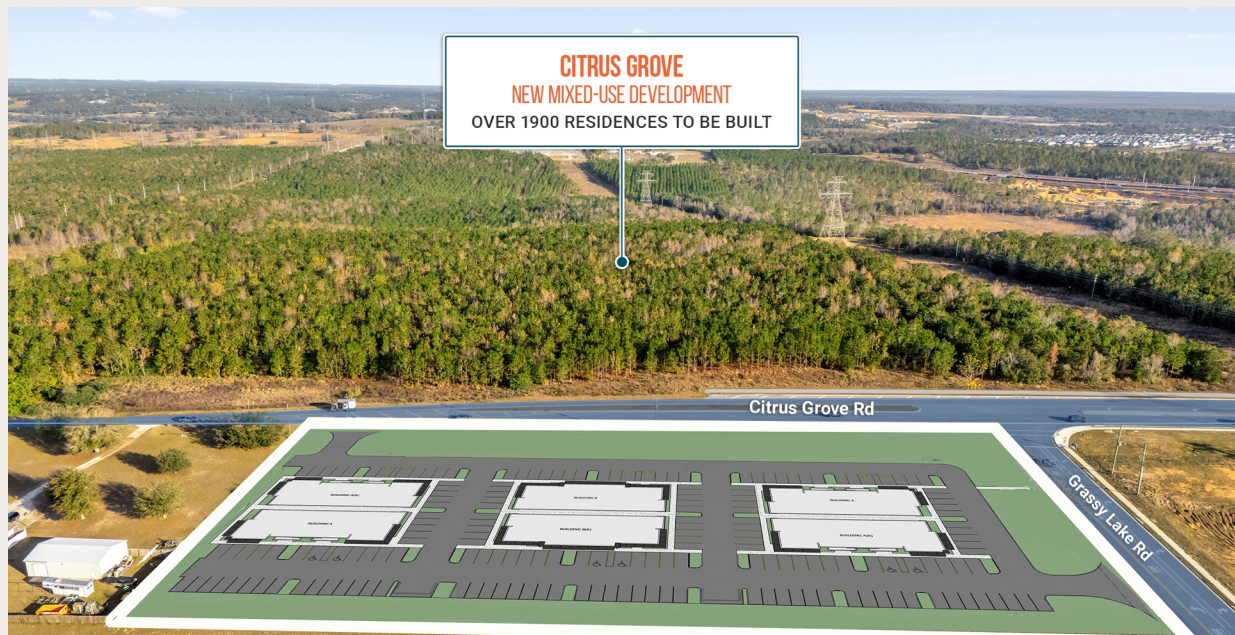 CITRUS GROVE
NEW MIXED-USE DEVELOPMENT
OVER 1900 RESIDENCES TO BE BUILT
Citrus Grove Rd
Grassy Lake Rd